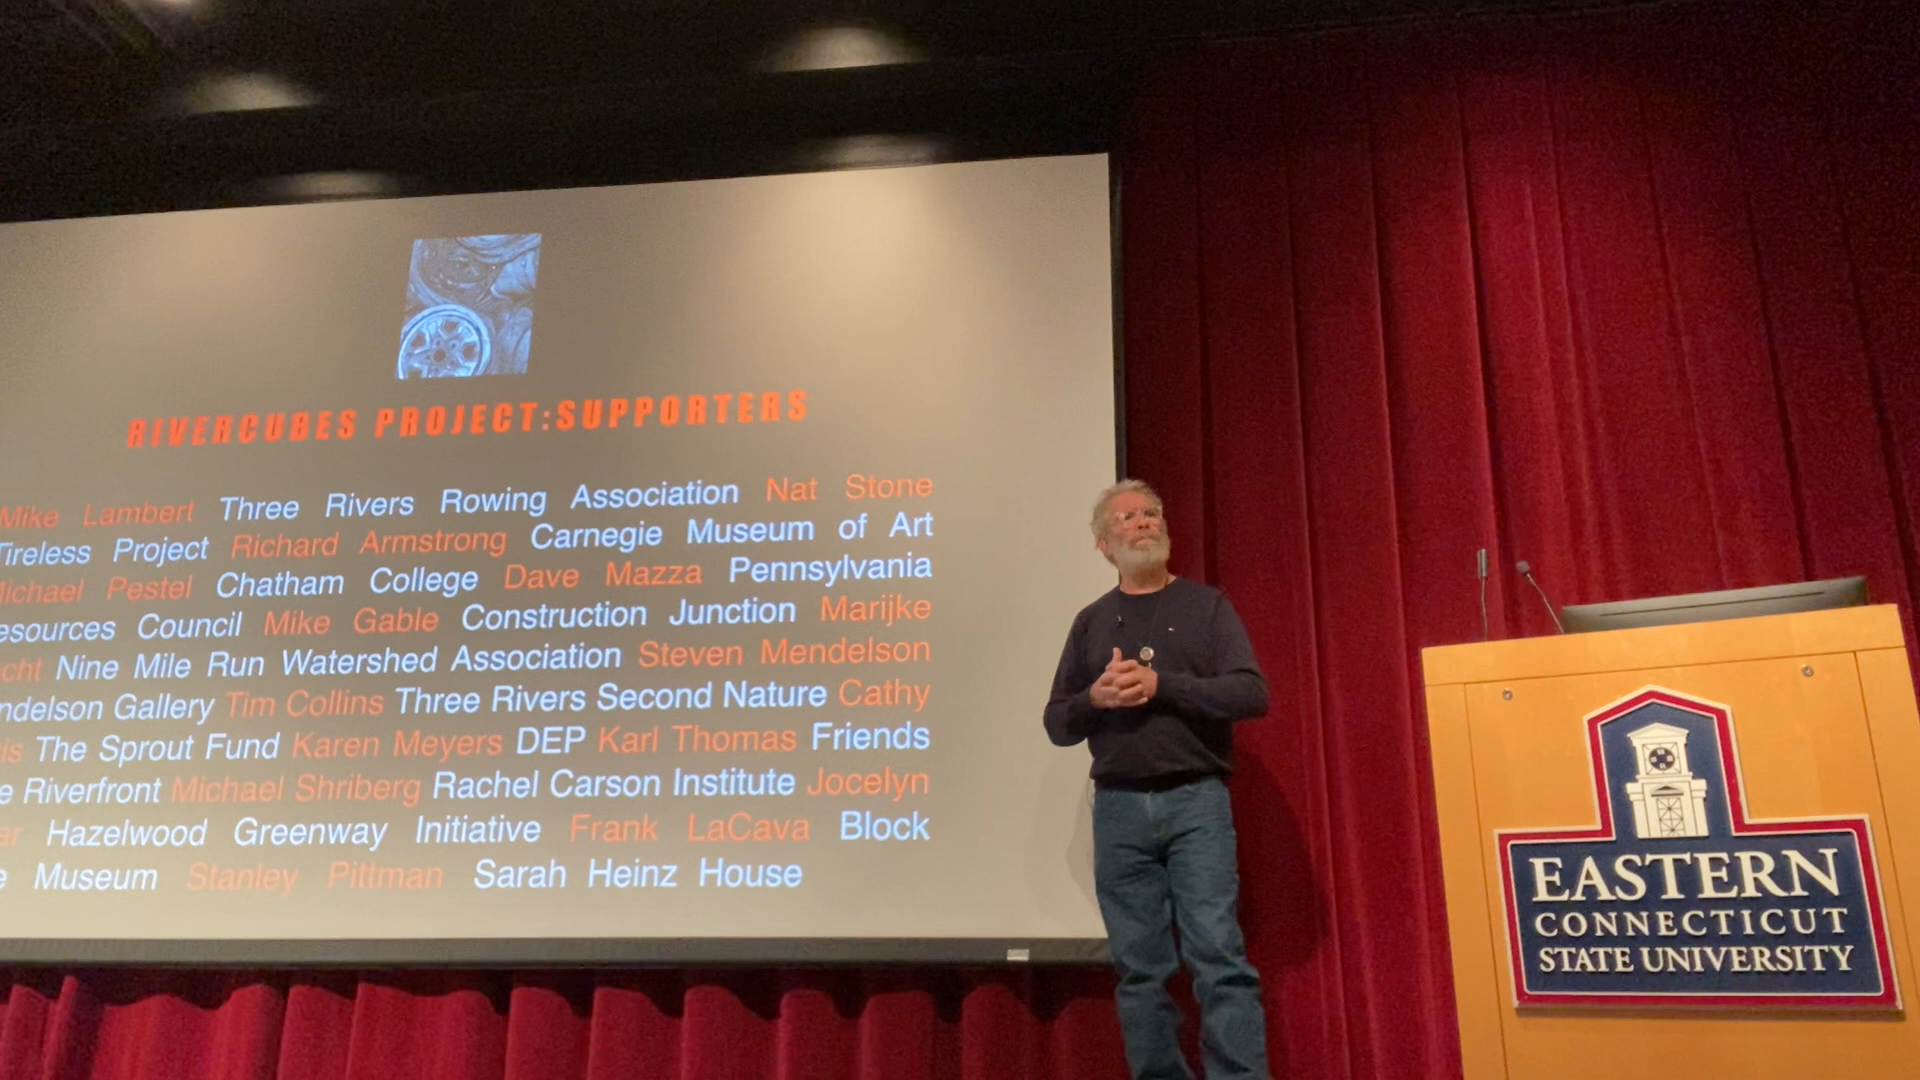 RIVERCUBES PROJECT:SUPPORTERS
Mike Lambert Three Rivers Rowing Association Nat Stone
Tireless Project Richard Armstrong Carnegie Museum of Art
Michael Pestel Chatham College Dave Mazza Pennsylvania
Council Mike Gable Construction Junction Marijke
Nine Mile Run Watershed Association Steven Mendelson
Gallery Tim Collins Three Rivers Second Nature Cathy
The Sprout Fund Karen Meyers DEP Karl Thomas Friends
Riverfront Michael Shriberg Rachel Carson Institute Jocelyn
Hazelwood Greenway Initiative Frank LaCava Block
Museum Stanley Pittman Sarah Heinz House
EASTERN
CONNECTICUT
STATE UNIVERSITY